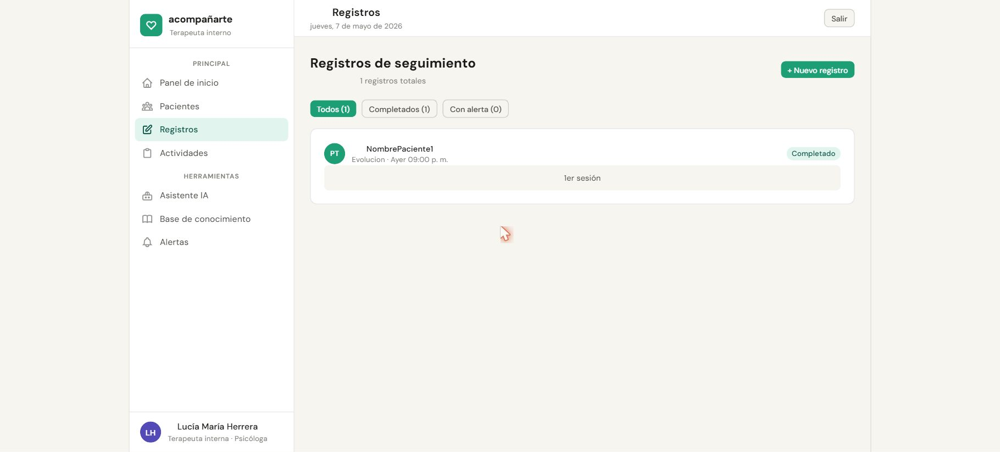 acompañarte
Terapeuta interno
PRINCIPAL
Panel de inicio
Pacientes
Registros
Actividades
HERRAMIENTAS
Asistente IA
Base de conocimiento
Alertas
LH
Lucía María Herrera
Terapeuta interna · Psicóloga
Registros
jueves, 7 de mayo de 2026
Salir
Registros de seguimiento
1 registros totales
+ Nuevo registro
Todos (1)
Completados (1)
Con alerta (0)
PT
NombrePaciente1
Evolucion · Ayer 09:00 p. m.
Completado
1er sesión